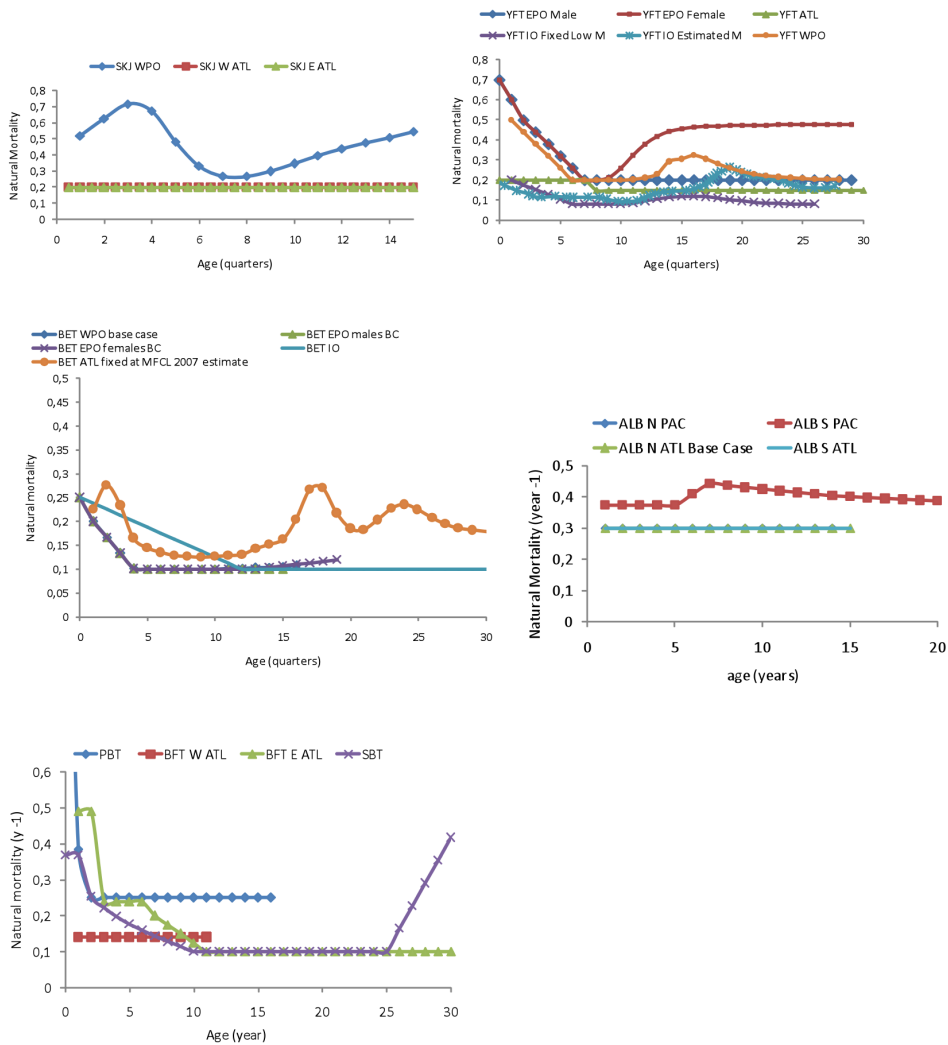 SKJ WPO SKJ W ATL SKJ E ATL
0,8
0,7
0,6
0,5
0,4
0,3
0,2
0,1
0
Natural Mortality
0 2 4 6 8 10 12 14
Age (quarters)
YFT EPO Male YFT EPO Female YFT ATL
YFT IO Fixed Low M YFT IO Estimated M YFT WPO
0,8
0,7
0,6
0,5
0,4
0,3
0,2
0,1
0
Natural mortality
0 5 10 15 20 25 30
Age (quarters)
BET WPO base case BET EPO males BC
BET EPO females BC BET IO
BET ATL fixed at MFCL 2007 estimate
0,5
0,45
0,4
0,35
0,3
0,25
0,2
0,15
0,1
0,05
0
Natural mortality
0 5 10 15 20 25 30
Age (quarters)
ALB N PAC ALB S PAC
ALB N ATL Base Case ALB S ATL
0,5
0,4
0,3
0,2
0,1
0
Natural Mortality (year -1)
0 5 10 15 20
age (years)
PBT BFT W ATL BFT E ATL SBT
0,6
0,5
0,4
0,3
0,2
0,1
0
Natural mortality (y -1)
0 5 10 15 20 25 30
Age (year)